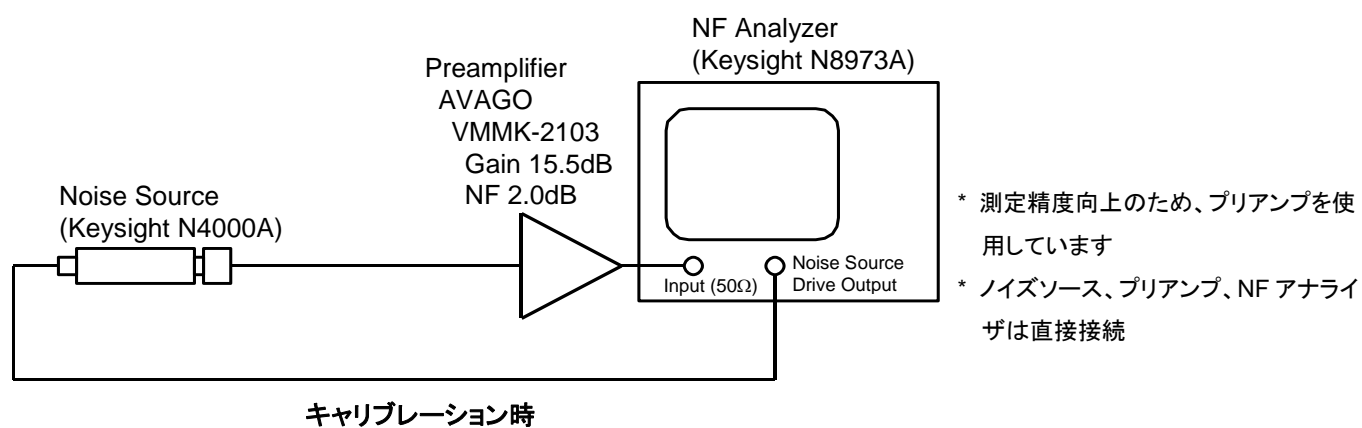 NF Analyzer
(Keysight N8973A)
Preamplifier
AVAGO
VMMK-2103
Gain 15.5dB
NF 2.0dB
Noise Source
(Keysight N4000A)
Input (50Ω)
Noise Source
Drive Output
* 測定精度向上のため、プリアンプを使
用しています
* ノイズソース、プリアンプ、NF アナライ
ザは直接接続
キャリブレーション時